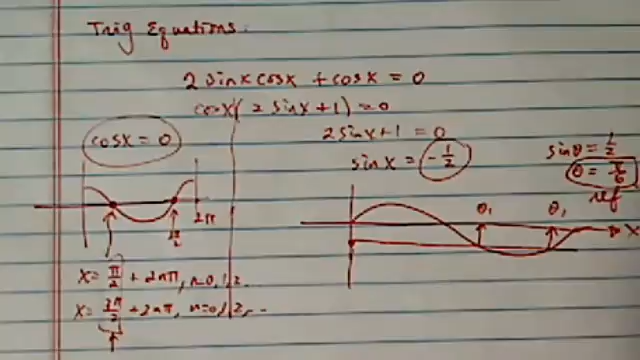 Trig Equations:
2 sinx cosx + cosx = 0
cosx( 2 sinx + 1) = 0
cosx = 0
2 sinx + 1 = 0
sinx = -1/2
sinθ = 1/2
θ = π/6
ref
2π
θ₁ θ₁
X
X = π/2 + 2nπ, n=0,1,2.
X = 3π/2 + 2nπ, n=0,1,2, ..